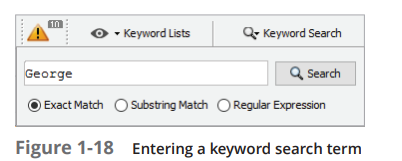 10
Keyword Lists
Keyword Search
George
Search
Exact Match
Substring Match
Regular Expression
Figure 1-18 Entering a keyword search term